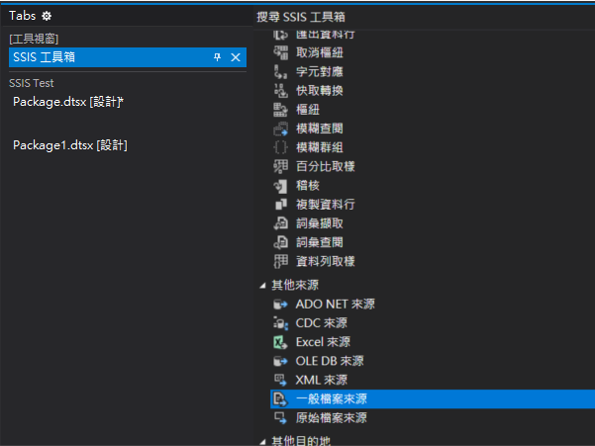 Tabs
[工具視窗]
SSIS 工具箱
SSIS Test
Package.dtsx [設計]*
Package1.dtsx [設計]
搜尋 SSIS 工具箱
匯出資料行
取消樞紐
字元對應
快取轉換
樞紐
模糊查閱
模糊群組
百分比取樣
稽核
複製資料行
詞彙擷取
詞彙查閱
資料列取樣
其他來源
ADO NET 來源
CDC 來源
Excel 來源
OLE DB 來源
XML 來源
一般檔案來源
原始檔案來源
其他目的地